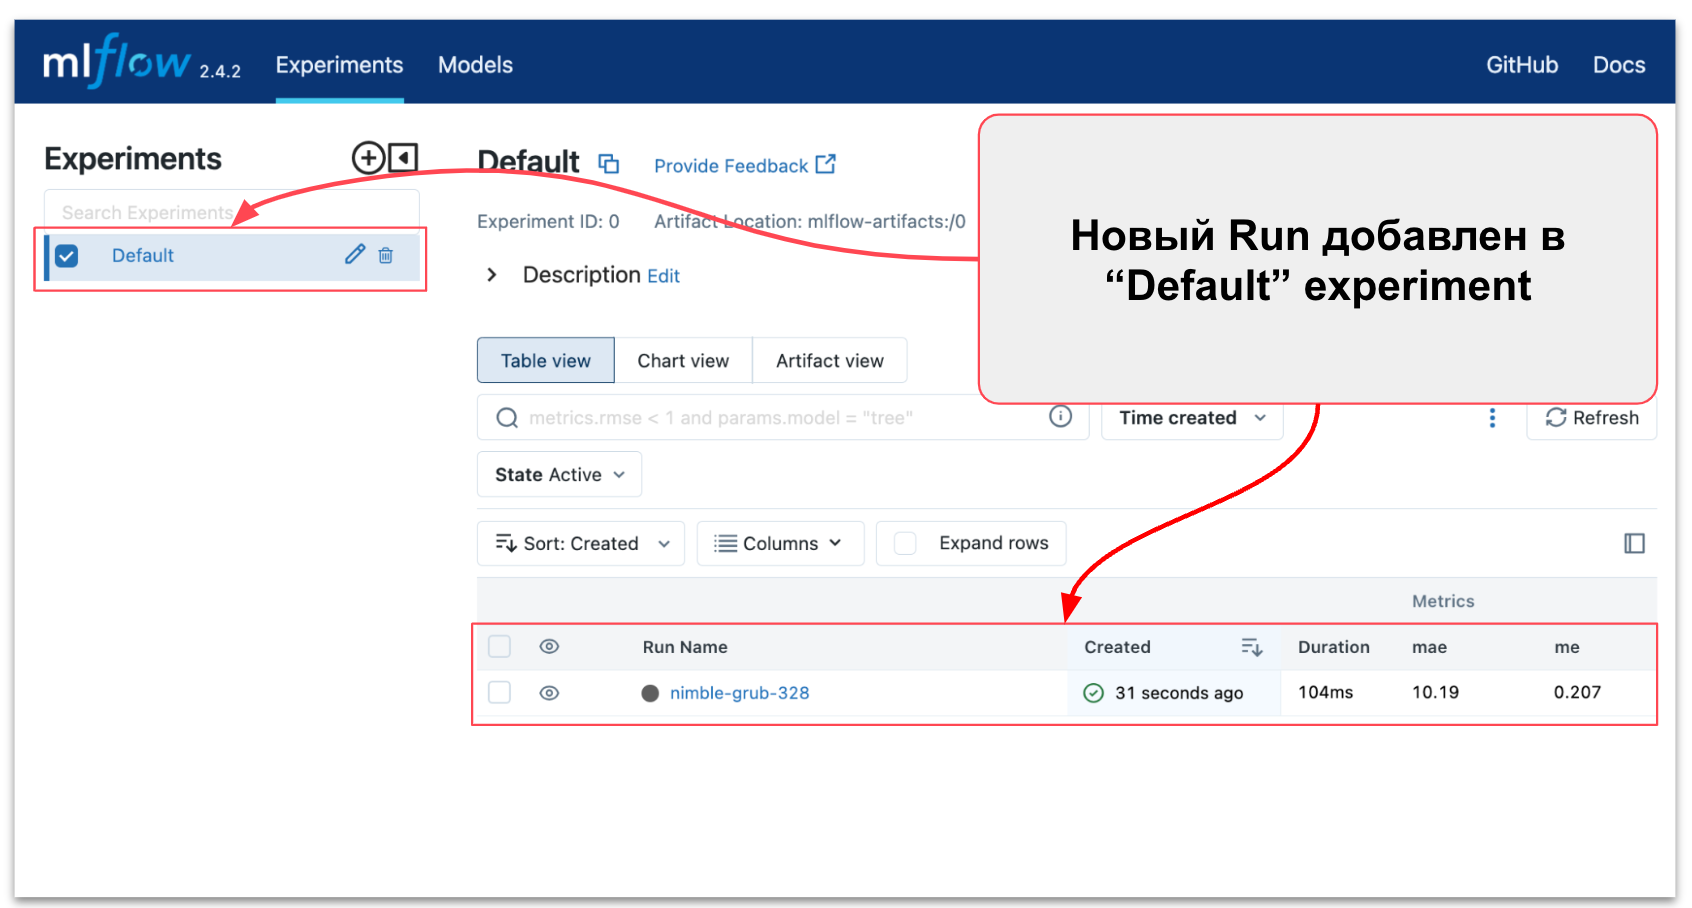 mlflow 2.4.2 Experiments Models GitHub Docs
Experiments
Search Experiments
Default
Default Provide Feedback
Experiment ID: 0 Artifact Location: mlflow-artifacts:/0
Description Edit
Новый Run добавлен в
“Default” experiment
Table view Chart view Artifact view
metrics.rmse < 1 and params.model = "tree" Time created Refresh
State Active
Sort: Created Columns Expand rows
Metrics
Run Name Created Duration mae me
nimble-grub-328 31 seconds ago 104ms 10.19 0.207